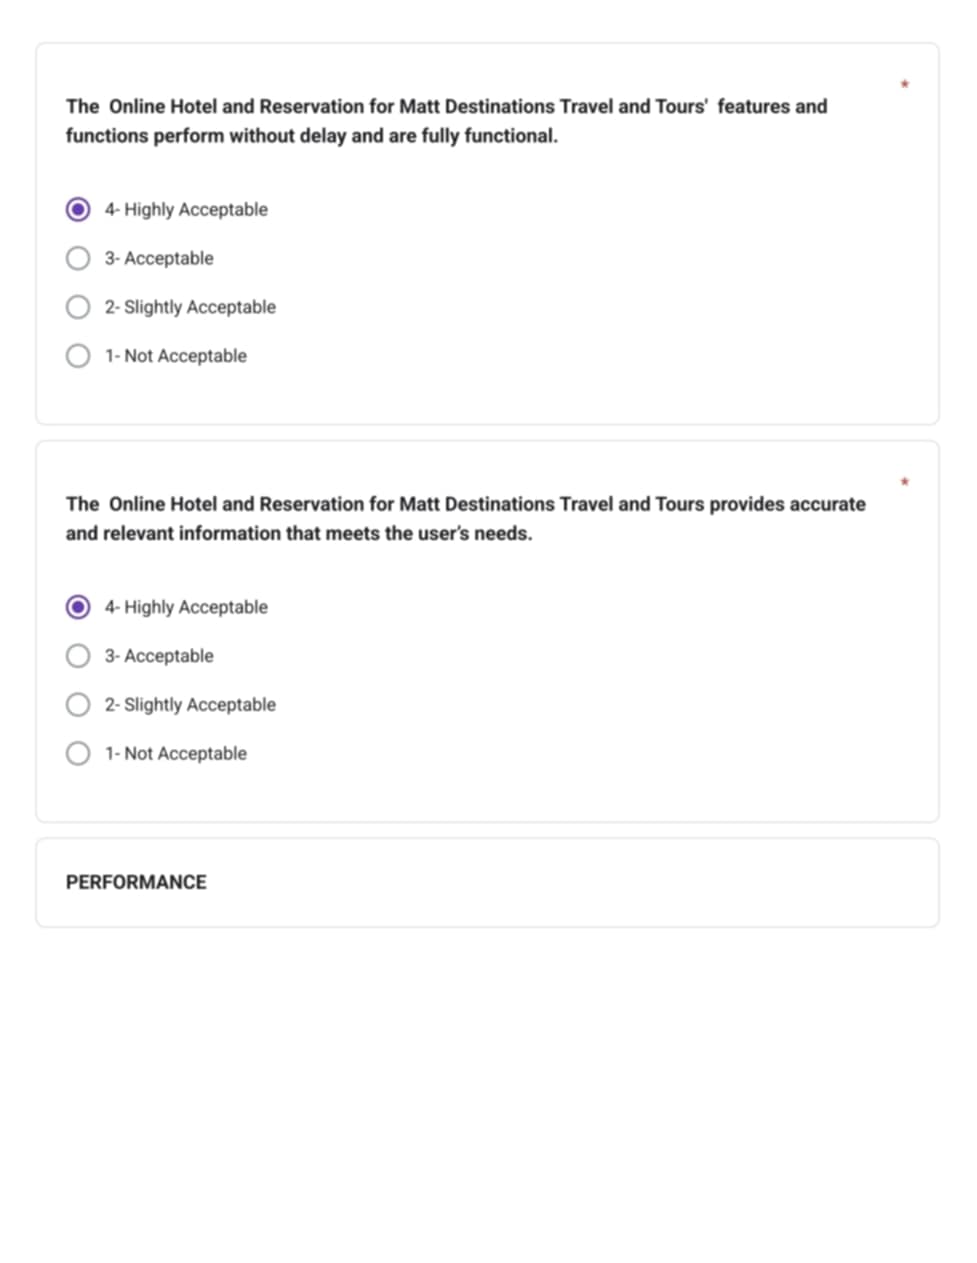 *
The  Online Hotel and Reservation for Matt Destinations Travel and Tours'  features and
functions perform without delay and are fully functional.
4- Highly Acceptable
3- Acceptable
2- Slightly Acceptable
1- Not Acceptable
*
The  Online Hotel and Reservation for Matt Destinations Travel and Tours provides accurate
and relevant information that meets the user's needs.
4- Highly Acceptable
3- Acceptable
2- Slightly Acceptable
1- Not Acceptable
PERFORMANCE